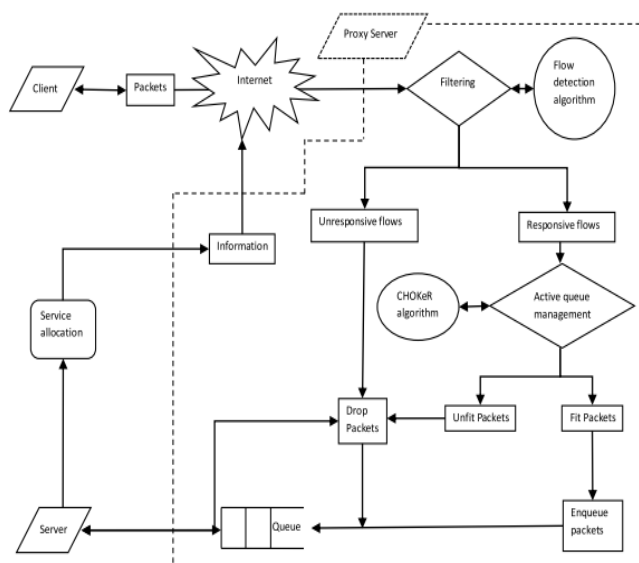 Proxy Server
Client
Packets
Internet
Filtering
Flow
detection
algorithm
Unresponsive flows
Responsive flows
Information
CHOKeR
algorithm
Active queue
management
Service
allocation
Drop
Packets
Unfit Packets
Fit Packets
Server
Queue
Enqueue
packets